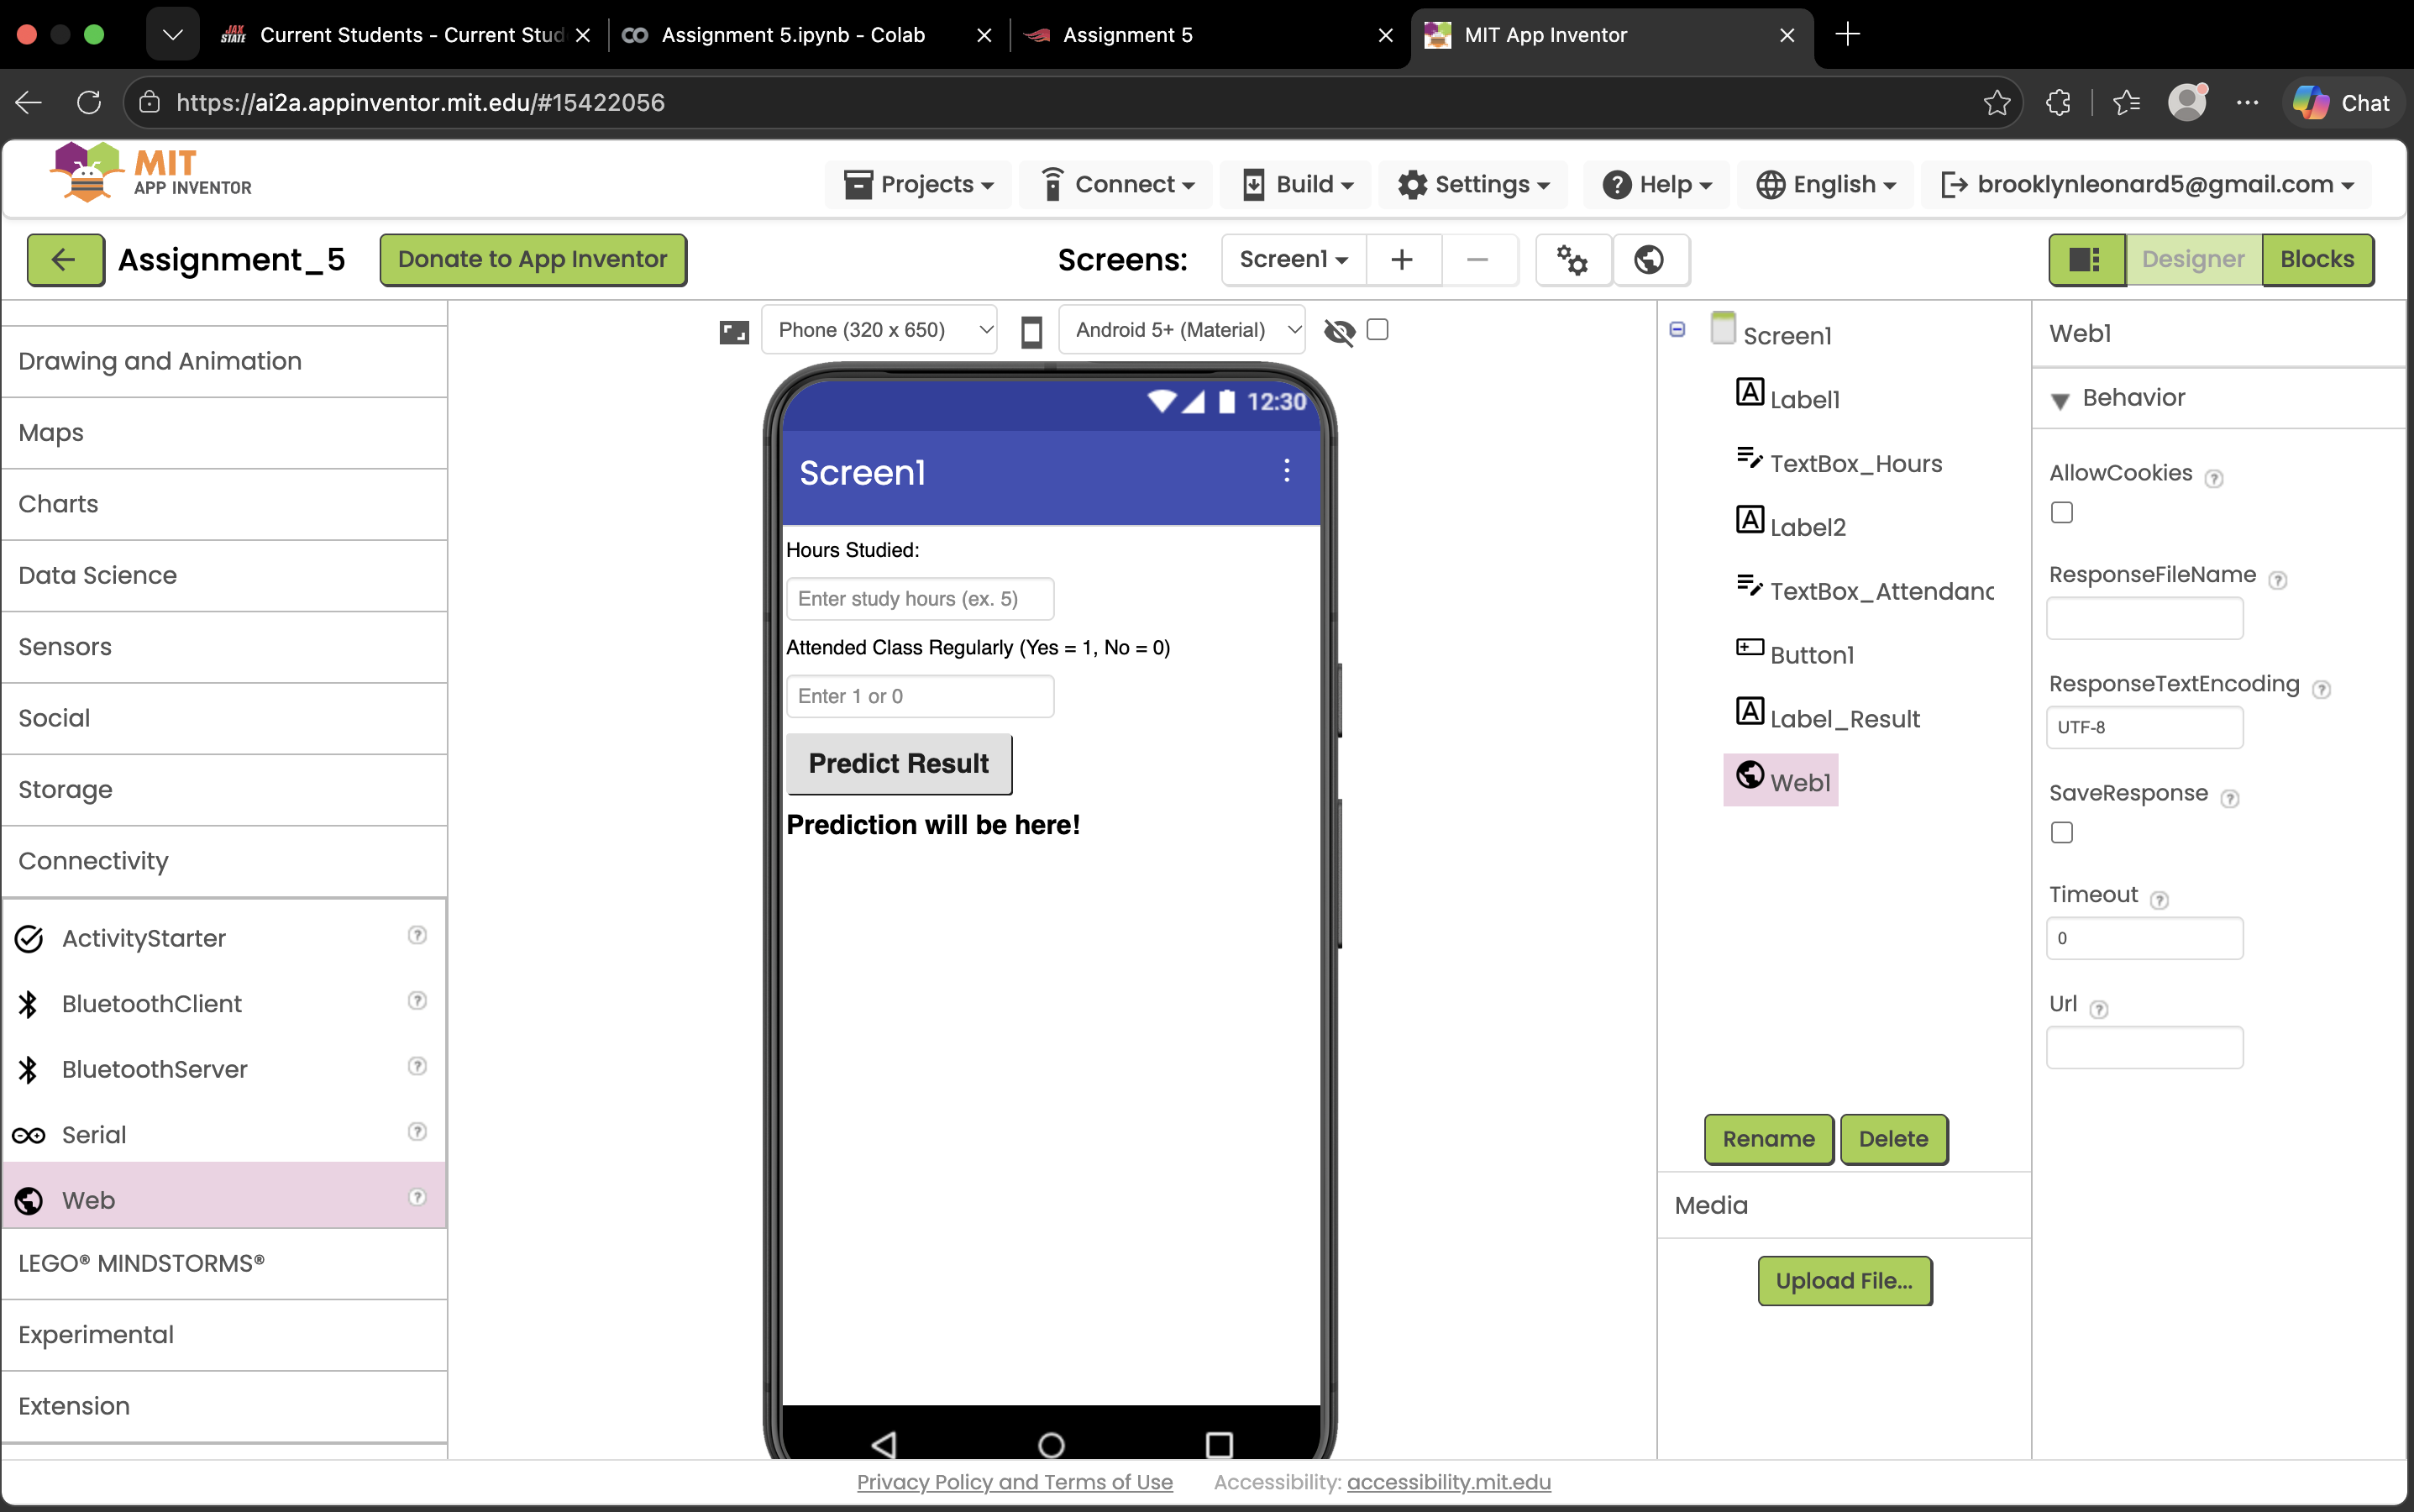 JAX STATE
Current Students - Current Stud
Assignment 5.ipynb - Colab
Assignment 5
MIT App Inventor
https://ai2a.appinventor.mit.edu/#15422056
Chat
MIT
APP INVENTOR
Projects
Connect
Build
Settings
Help
English
brooklynleonard5@gmail.com
Assignment_5
Donate to App Inventor
Screens:
Screen1
Designer
Blocks
Drawing and Animation
Maps
Charts
Data Science
Sensors
Social
Storage
Connectivity
ActivityStarter
BluetoothClient
BluetoothServer
Serial
Web
LEGO® MINDSTORMS®
Experimental
Extension
Phone (320 x 650)
Android 5+ (Material)
12:30
Screen1
Hours Studied:
Enter study hours (ex. 5)
Attended Class Regularly (Yes = 1, No = 0)
Enter 1 or 0
Predict Result
Prediction will be here!
Screen1
Label1
TextBox_Hours
Label2
TextBox_Attendanc
Button1
Label_Result
Web1
Rename
Delete
Media
Upload File...
Web1
Behavior
AllowCookies
ResponseFileName
ResponseTextEncoding
UTF-8
SaveResponse
Timeout
0
Url
Privacy Policy and Terms of Use
Accessibility: accessibility.mit.edu